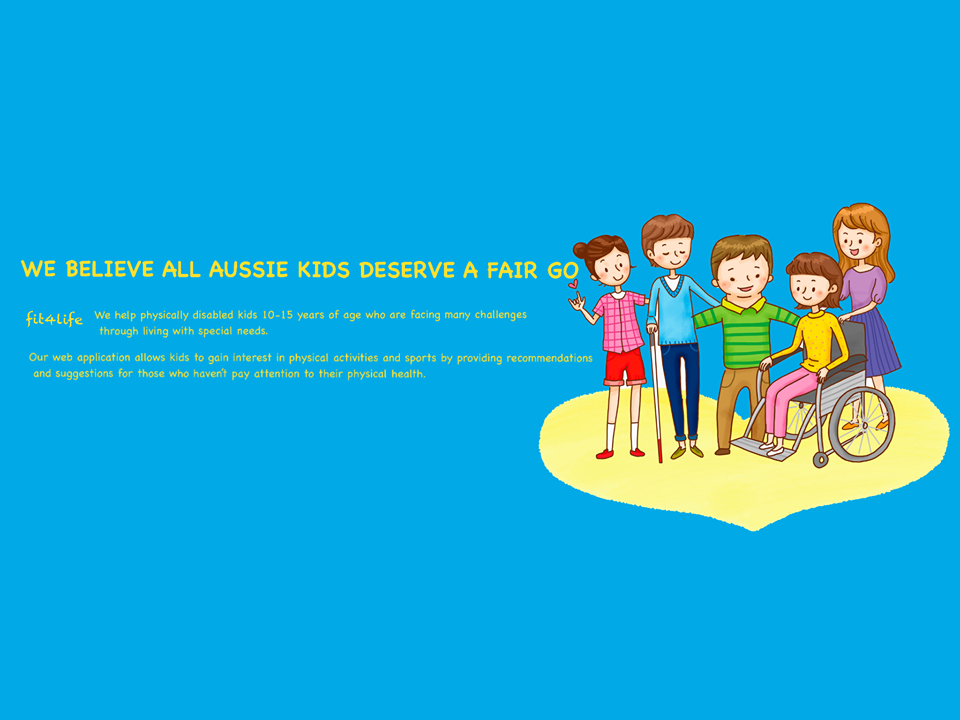 WE BELIEVE ALL AUSSIE KIDS DESERVE A FAIR GO
fit4life We help physically disabled kids 10-15 years of age who are facing many challenges
through living with special needs.
Our web application allows kids to gain interest in physical activities and sports by providing recommendations
and suggestions for those who haven't pay attention to their physical health.